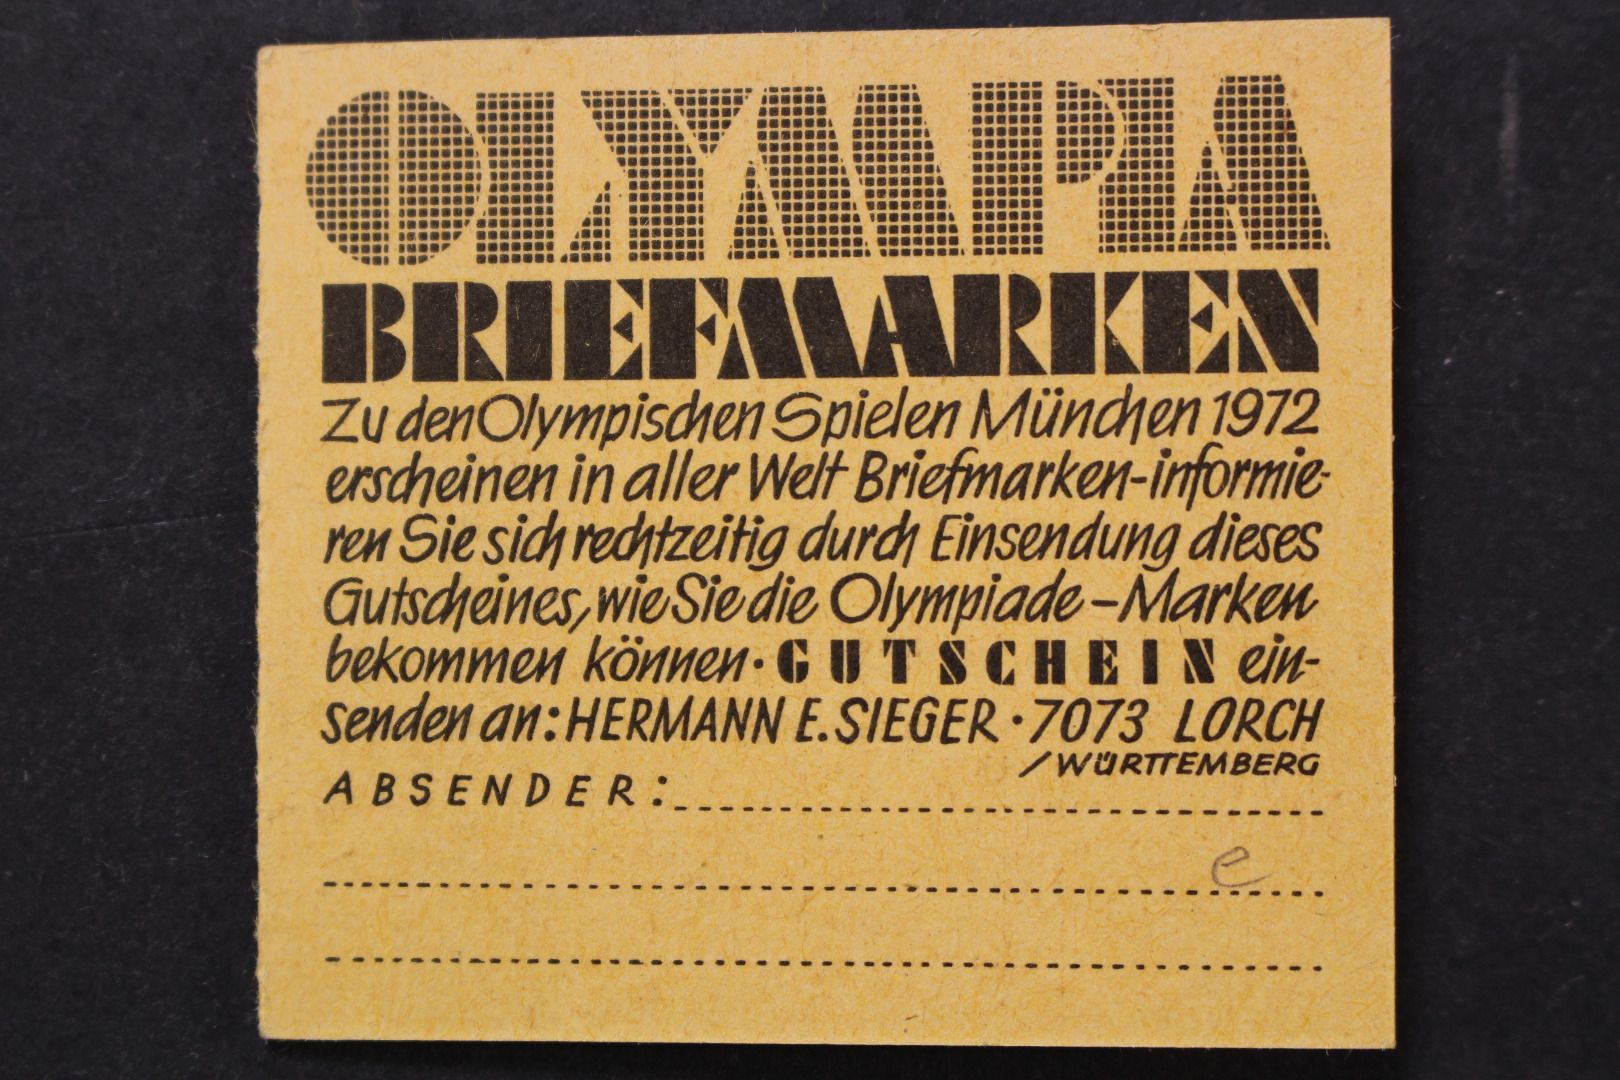 OLYMPIA
BRIEFMARKEN
Zu den Olympischen Spielen München 1972
erscheinen in aller Welt Briefmarken-informie-
ren Sie sich rechtzeitig durch Einsendung dieses
Gutscheines, wie Sie die Olympiade-Marken
bekommen können·GUTSCHEIN ein-
senden an: HERMANN E. SIEGER·7073 LORCH
/WÜRTTEMBERG
ABSENDER:
e